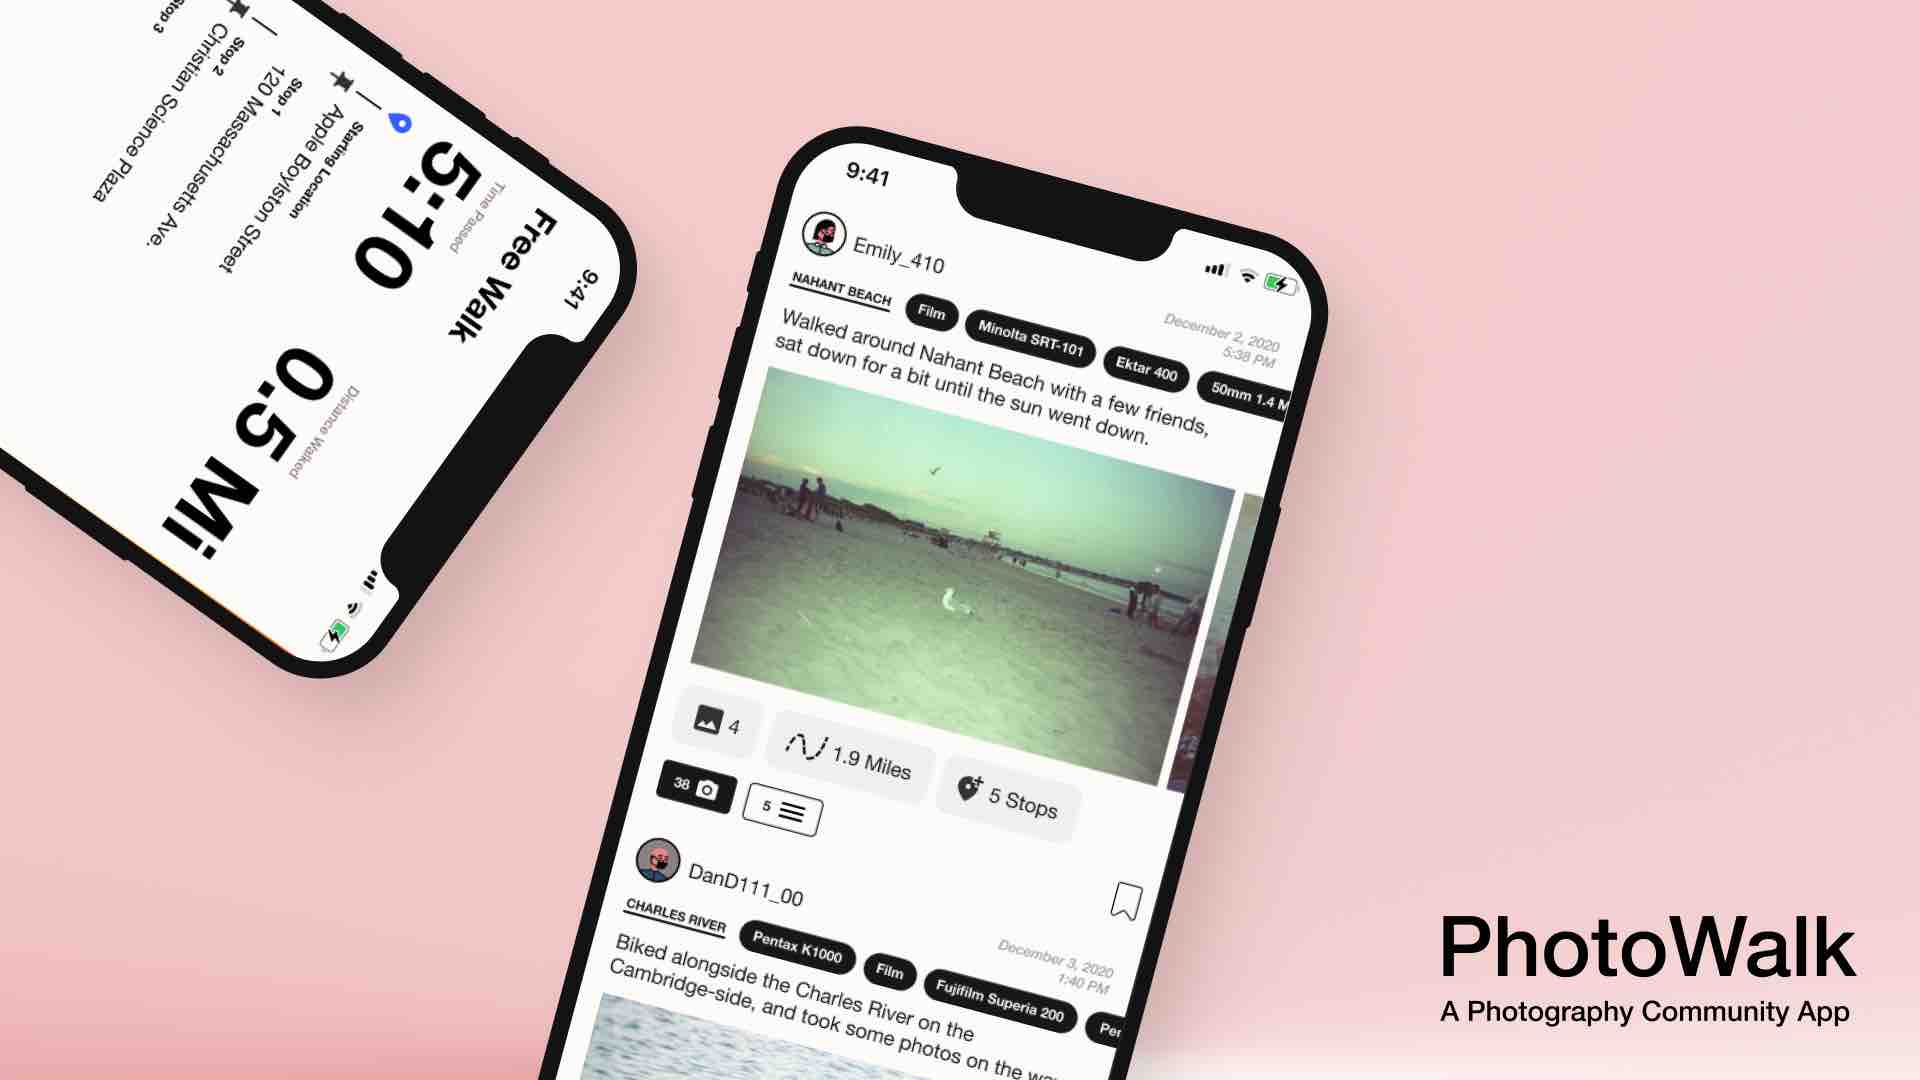 9:41
Free Walk
Time Passed
5:10
Distance Walked
0.5 Mi
Starting Location
Apple Boylston Street
Stop 1
120 Massachusetts Ave.
Stop 2
Christian Science Plaza
Stop 3
9:41
Emily_410
December 2, 2020
5:38 PM
NAHANT BEACH
Film
Minolta SRT-101
Ektar 400
50mm 1.4 M
Walked around Nahant Beach with a few friends,
sat down for a bit until the sun went down.
4
1.9 Miles
5 Stops
38
5
DanD111_00
December 3, 2020
1:40 PM
CHARLES RIVER
Pentax K1000
Film
Fujifilm Superia 200
Pen
Biked alongside the Charles River on the
Cambridge-side, and took some photos on the
PhotoWalk
A Photography Community App